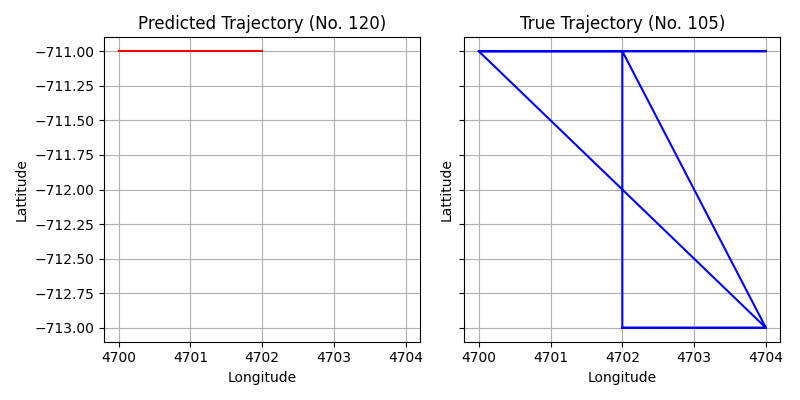 Predicted Trajectory (No. 120)
True Trajectory (No. 105)
−711.00
−711.25
−711.50
−711.75
−712.00
−712.25
−712.50
−712.75
−713.00
Lattitude
Lattitude
4700 4701 4702 4703 4704
4700 4701 4702 4703 4704
Longitude
Longitude